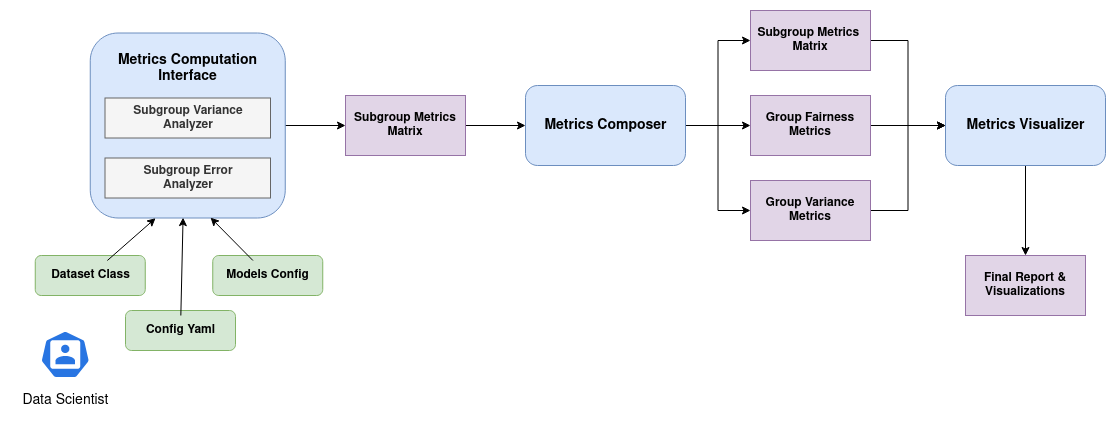 Metrics Computation
Interface
Subgroup Variance
Analyzer
Subgroup Error
Analyzer
Dataset Class
Models Config
Config Yaml
Data Scientist
Subgroup Metrics
Matrix
Metrics Composer
Subgroup Metrics
Matrix
Group Fairness
Metrics
Group Variance
Metrics
Metrics Visualizer
Final Report &
Visualizations